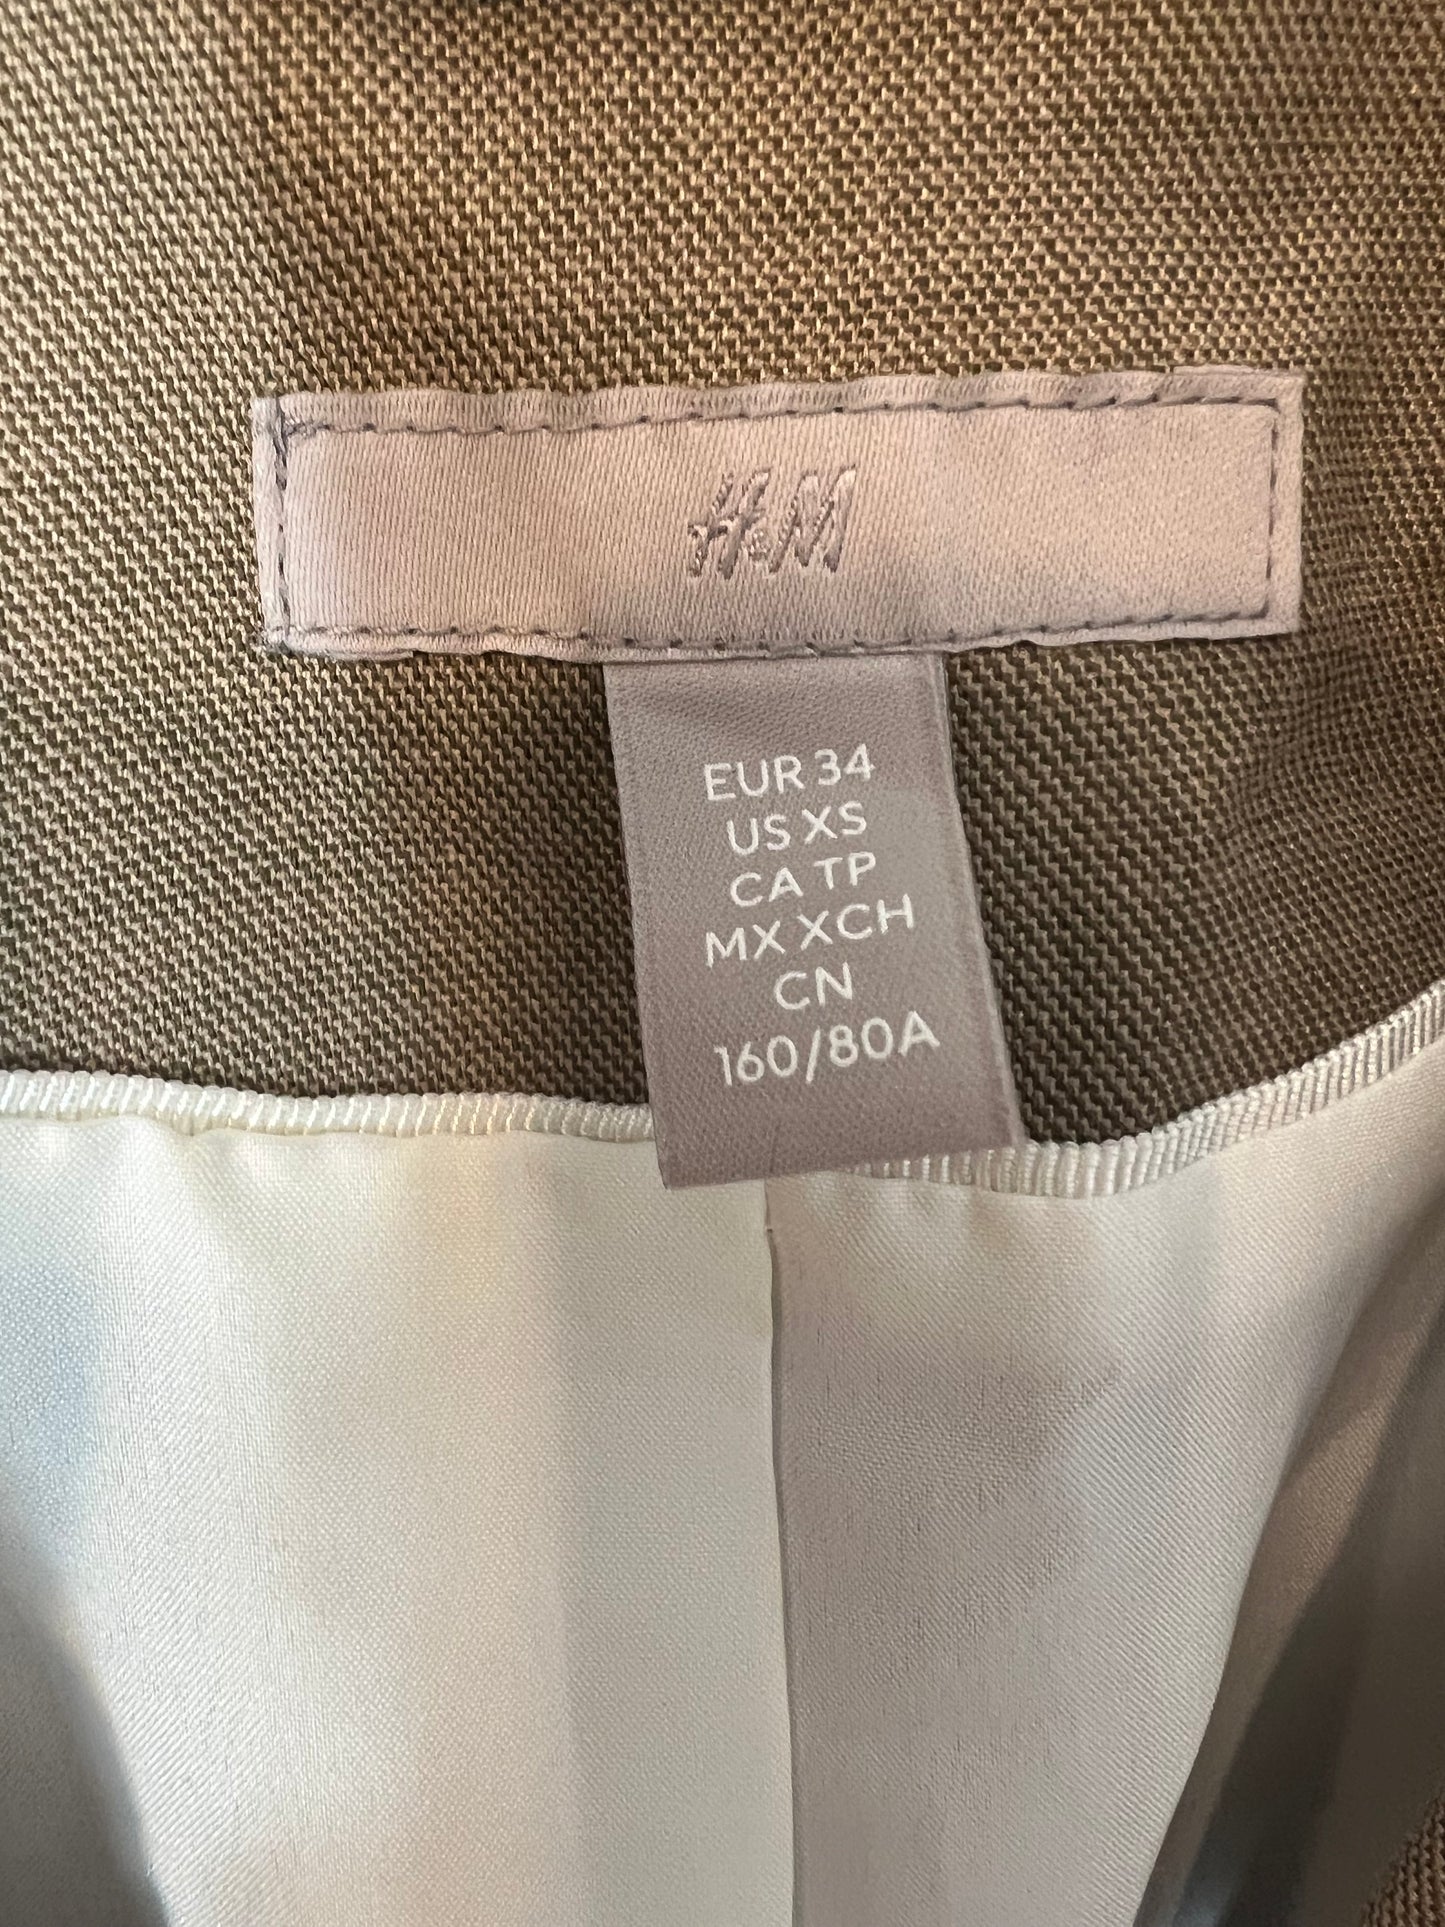 H&M
EUR 34
US XS
CA TP
MX XCH
CN
160/80A